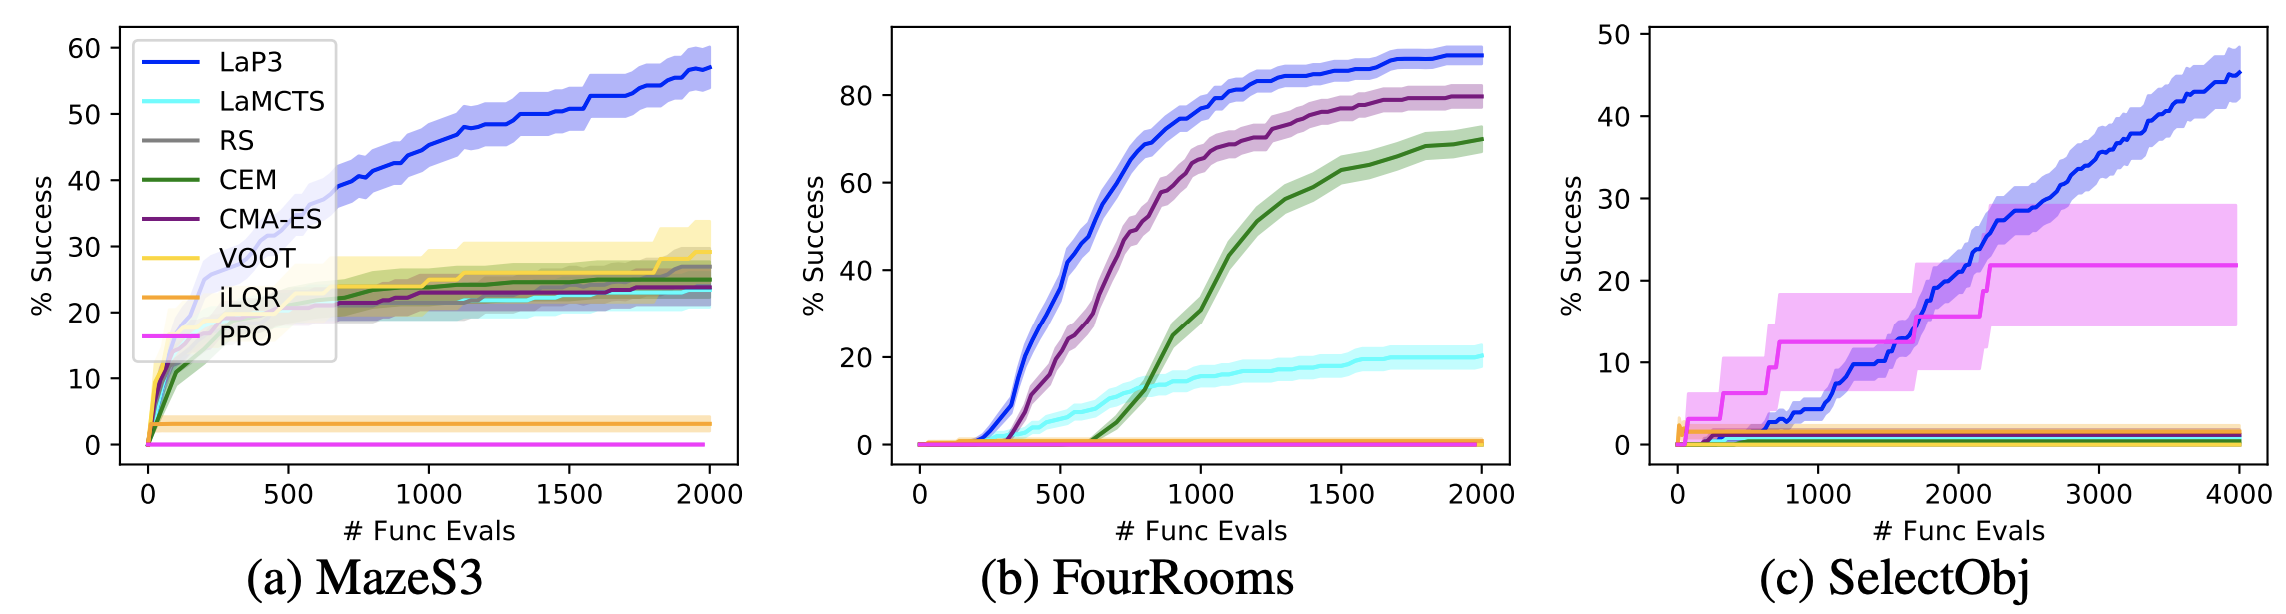 % Success
60
50
40
30
20
10
0
LaP3
LaMCTS
RS
CEM
CMA-ES
VOOT
iLQR
PPO
0 500 1000 1500 2000
# Func Evals
(a) MazeS3
% Success
80
60
40
20
0
0 500 1000 1500 2000
# Func Evals
(b) FourRooms
% Success
50
40
30
20
10
0
0 1000 2000 3000 4000
# Func Evals
(c) SelectObj